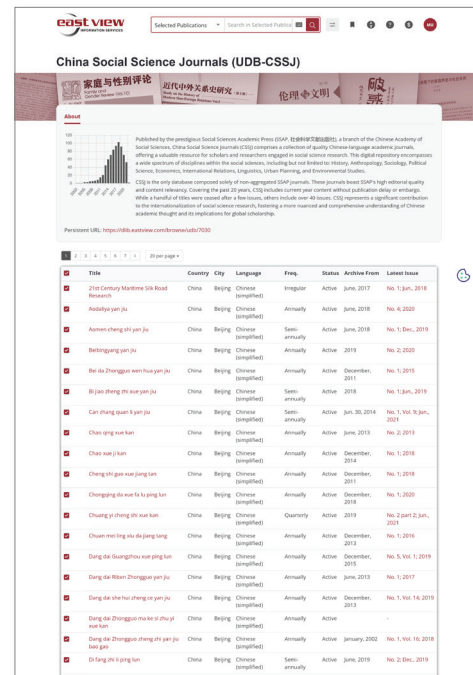 east view
INFORMATION SERVICES
Selected Publications
Search in Selected Publica
MV
China Social Science Journals (UDB-CSSJ)
家庭与性别评论
Family and
Gender Review (Vol.10)
近代中外关系史研究
伦理中文明
破
About
120
100
80
60
40
20
0
Published by the prestigious Social Sciences Academic Press (SSAP, 社会科学文献出版社), a branch of the Chinese Academy of
Social Sciences, China Social Science Journals (CSSJ) comprises a collection of quality Chinese-language academic journals,
offering a valuable resource for scholars and researchers engaged in social science research. This digital repository encompasses
a wide spectrum of disciplines within the social sciences, including but not limited to: History, Anthropology, Sociology, Political
Science, Economics, International Relations, Linguistics, Urban Planning, and Environmental Studies.
CSSJ is the only database composed solely of non-aggregated SSAP journals. These journals boast SSAP's high editorial quality
and content relevancy. Covering the past 20 years, CSSJ includes current year content without publication delay or embargo.
While a handful of titles were ceased after a few issues, others include over 40 issues. CSSJ represents a significant contribution
to the internationalization of social science research, fostering a more nuanced and comprehensive understanding of Chinese
academic thought and its implications for global scholarship.
Persistent URL: https://dlib.eastview.com/browse/udb/7030
1 2 3 4 5 6 7 20 per page
Title Country City Language Freq. Status Archive From Latest Issue
21st Century Maritime Silk Road China Beijing Chinese Irregular Active June, 2017 No. 1; Jun., 2018
Research (simplified)
Aodaliya yan jiu China Beijing Chinese Annually Active June, 2018 No. 4; 2020
(simplified)
Aomen cheng shi yan jiu China Beijing Chinese Semi- Active June, 2018 No. 1; Dec., 2019
(simplified) annually
Beibingyang yan jiu China Beijing Chinese Annually Active 2019 No. 2; 2020
(simplified)
Bei da Zhongguo wen hua yan jiu China Beijing Chinese Annually Active December, No. 1; 2015
(simplified) 2011
Bi jiao zheng zhi xue yan jiu China Beijing Chinese Semi- Active 2018 No. 1; Jun., 2019
(simplified) annually
Can zhang quan li yan jiu China Beijing Chinese Semi- Active Jun. 30, 2014 No. 1, Vol. 9; Jun.,
(simplified) annually 2021
Chao qing xue kan China Beijing Chinese Annually Active June, 2013 No. 2; 2013
(simplified)
Chao xue ji kan China Beijing Chinese Annually Active December, No. 1; 2018
(simplified) 2014
Cheng shi guo xue jiang tan China Beijing Chinese Annually Active December, No. 1; 2018
(simplified) 2011
Chongqing da xue fa lu ping lun China Beijing Chinese Annually Active December, No. 1; 2020
(simplified) 2018
Chuang yi cheng shi xue kan China Beijing Chinese Quarterly Active 2019 No. 2 part 2; Jun.,
(simplified) 2021
Chuan mei ling xiu da jiang tang China Beijing Chinese Annually Active December, No. 1; 2016
(simplified) 2013
Dang dai Guangzhou xue ping lun China Beijing Chinese Annually Active December, No. 5, Vol. 1; 2019
(simplified) 2015
Dang dai Riben Zhongguo yan jiu China Beijing Chinese Annually Active June, 2013 No. 1; 2017
(simplified)
Dang dai she hui zheng ce yan jiu China Beijing Chinese Annually Active December, No. 1, Vol. 14; 2019
(simplified) 2013
Dang dai Zhongguo ma ke si zhu yi China Beijing Chinese Annually Active -
xue kan (simplified)
Dang dai Zhongguo zheng zhi yan jiu China Beijing Chinese Annually Active January, 2002 No. 1, Vol. 16; 2018
bao gao (simplified)
Di fang zhi li ping lun China Beijing Chinese Semi- Active June, 2019 No. 2; Dec., 2019
(simplified) annually